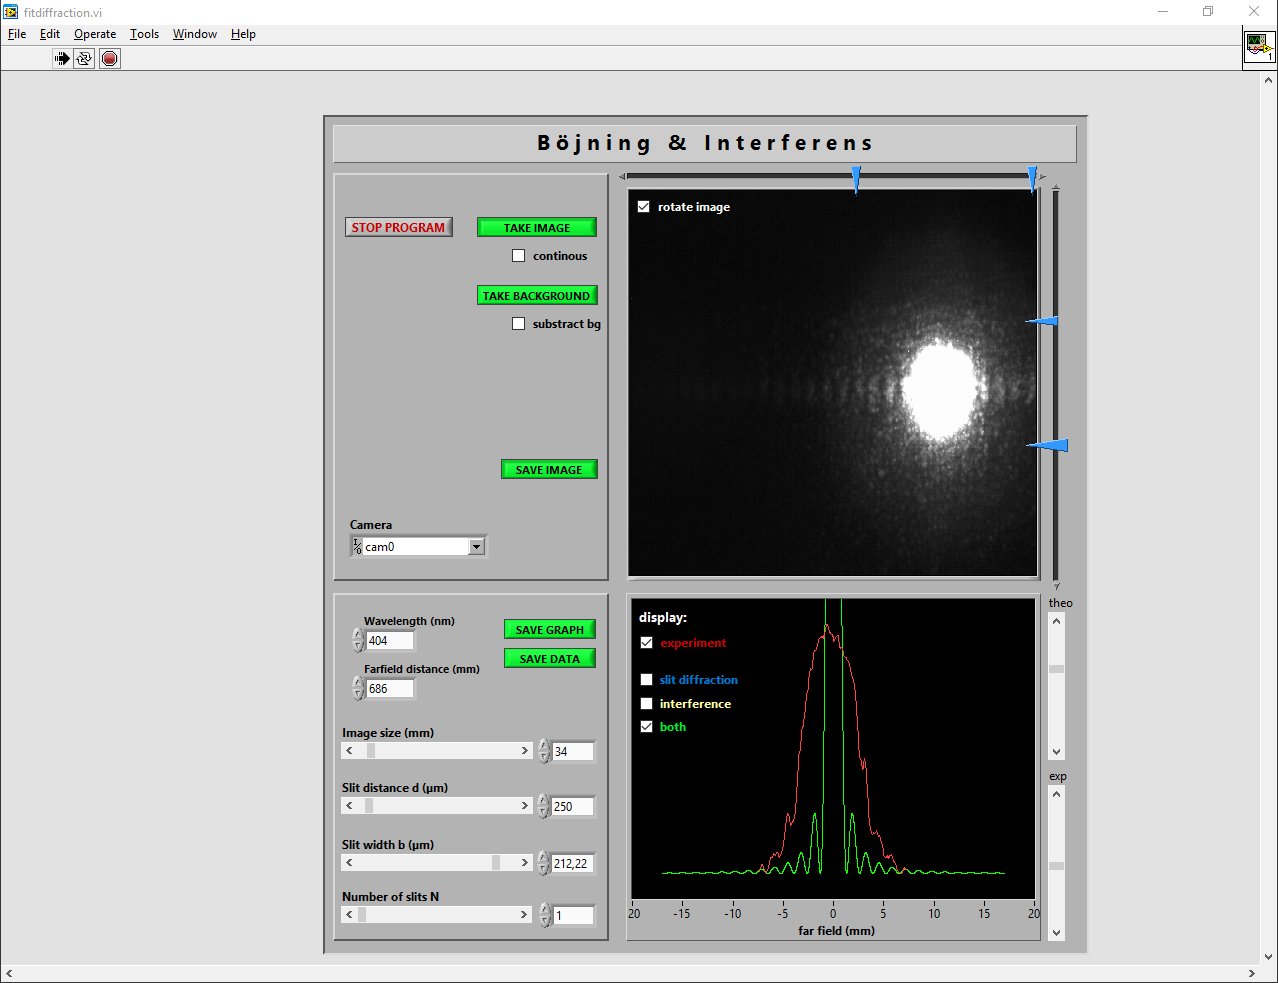 fitdiffraction.vi
File Edit Operate Tools Window Help
1
Böjning & Interferens
STOP PROGRAM
TAKE IMAGE
continous
TAKE BACKGROUND
substract bg
SAVE IMAGE
Camera
I/0 cam0
rotate image
Wavelength (nm)
404
SAVE GRAPH
SAVE DATA
Farfield distance (mm)
686
Image size (mm)
34
Slit distance d (µm)
250
Slit width b (µm)
212,22
Number of slits N
1
display:
experiment
slit diffraction
interference
both
20 -15 -10 -5 0 5 10 15 20
far field (mm)
theo
exp